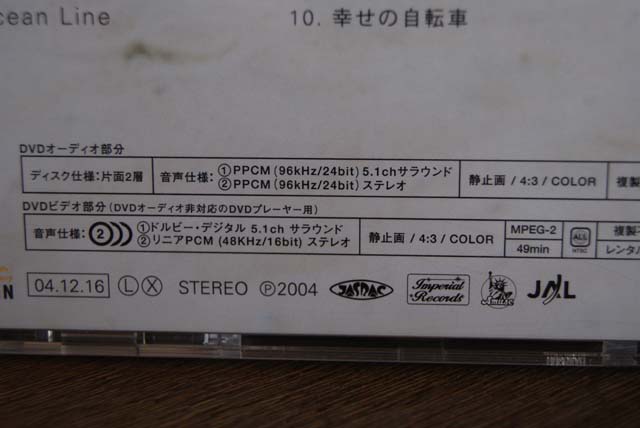 cean Line
10. 幸せの自転車
DVDオーディオ部分
ディスク仕様：片面2層 音声仕様：①PPCM (96kHz/24bit) 5.1chサラウンド
②PPCM (96kHz/24bit) ステレオ
静止画 / 4:3 / COLOR 複製
DVDビデオ部分 (DVDオーディオ非対応のDVDプレーヤー用)
音声仕様： 2 ①ドルビー・デジタル 5.1ch サラウンド
②リニアPCM (48KHz/16bit) ステレオ
静止画 / 4:3 / COLOR MPEG-2 ALL 複製不
49min NTSC レンタル
N 04.12.16 Ⓛ Ⓧ STEREO Ⓟ2004 JASRAC Imperial Records Amuse JNL